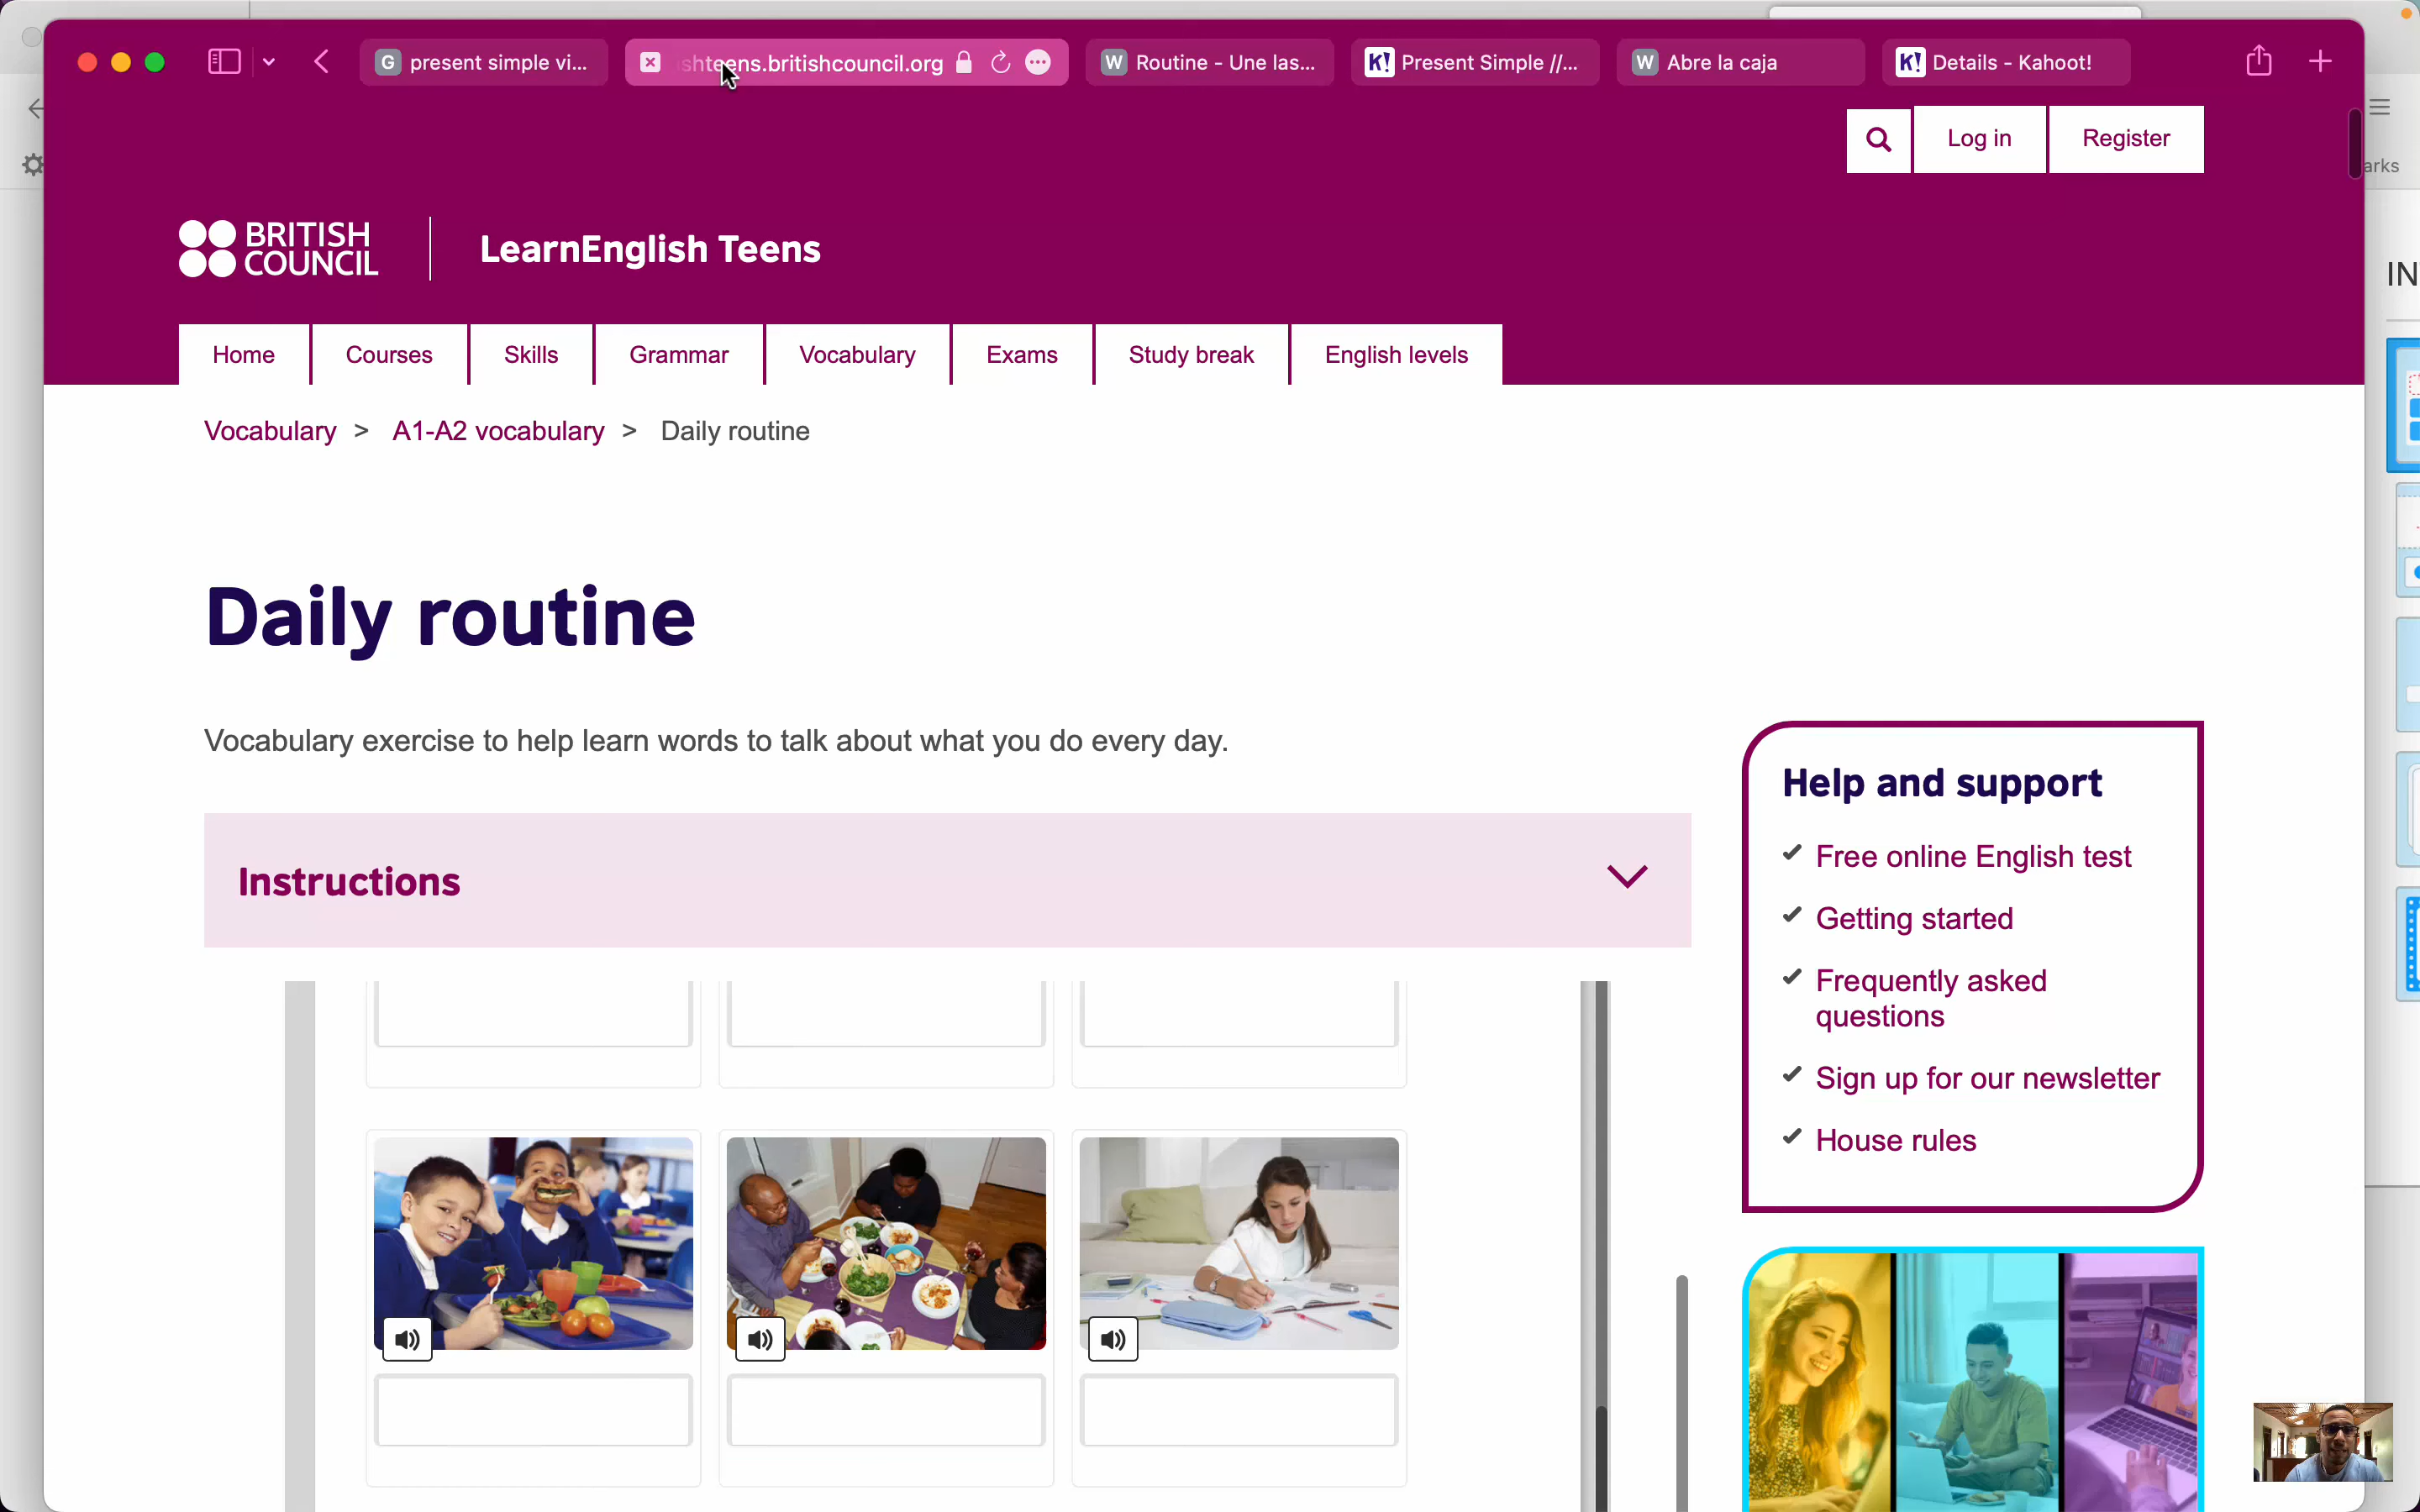 present simple vi...
shteens.britishcouncil.org
Routine - Une las...
K! Present Simple //...
Abre la caja
K! Details - Kahoot!
Log in
Register
arks
BRITISH
COUNCIL
LearnEnglish Teens
IN
Home
Courses
Skills
Grammar
Vocabulary
Exams
Study break
English levels
Vocabulary > A1-A2 vocabulary > Daily routine
Daily routine
Vocabulary exercise to help learn words to talk about what you do every day.
Instructions
Help and support
Free online English test
Getting started
Frequently asked
questions
Sign up for our newsletter
House rules